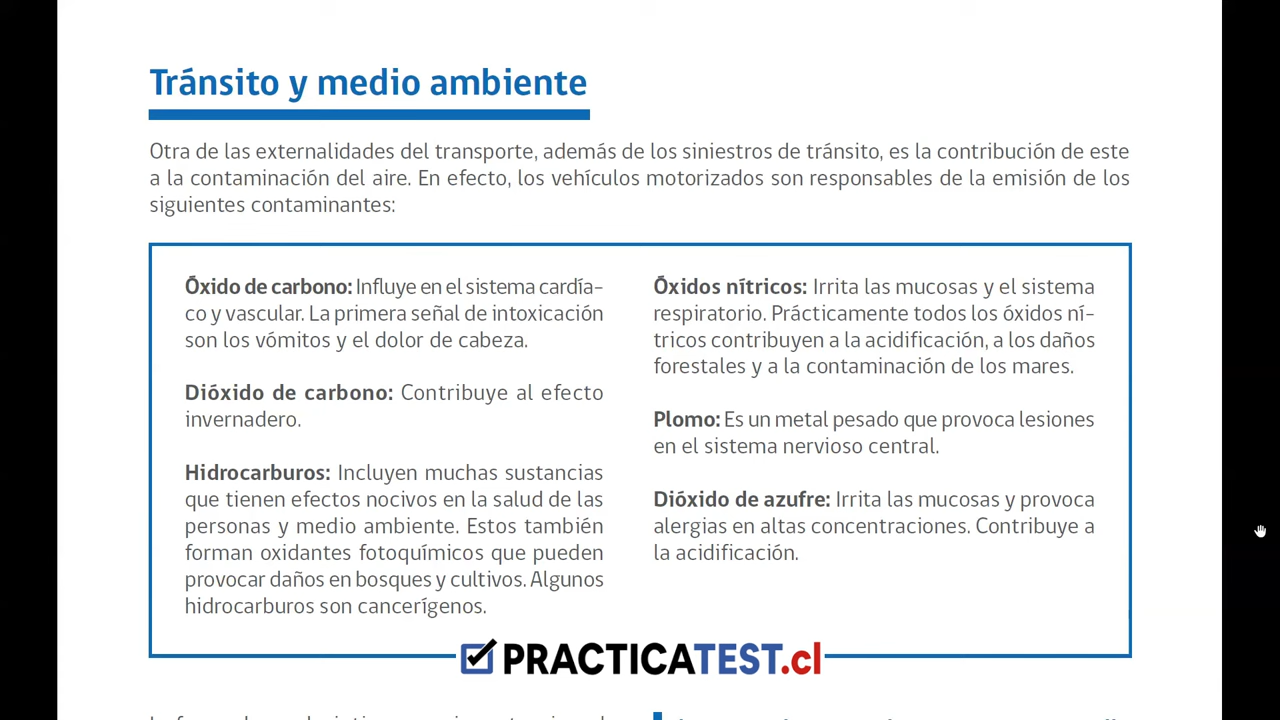 Tránsito y medio ambiente
Otra de las externalidades del transporte, además de los siniestros de tránsito, es la contribución de este
a la contaminación del aire. En efecto, los vehículos motorizados son responsables de la emisión de los
siguientes contaminantes:
Óxido de carbono: Influye en el sistema cardía-
co y vascular. La primera señal de intoxicación
son los vómitos y el dolor de cabeza.
Dióxido de carbono: Contribuye al efecto
invernadero.
Hidrocarburos: Incluyen muchas sustancias
que tienen efectos nocivos en la salud de las
personas y medio ambiente. Estos también
forman oxidantes fotoquímicos que pueden
provocar daños en bosques y cultivos. Algunos
hidrocarburos son cancerígenos.
Óxidos nítricos: Irrita las mucosas y el sistema
respiratorio. Prácticamente todos los óxidos ní-
tricos contribuyen a la acidificación, a los daños
forestales y a la contaminación de los mares.
Plomo: Es un metal pesado que provoca lesiones
en el sistema nervioso central.
Dióxido de azufre: Irrita las mucosas y provoca
alergias en altas concentraciones. Contribuye a
la acidificación.
PRACTICATEST.cl